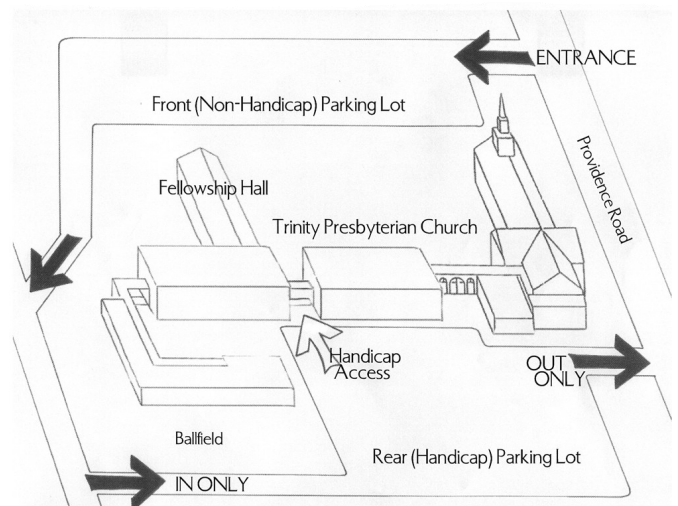 ENTRANCE
Front (Non-Handicap) Parking Lot
Providence Road
Fellowship Hall
Trinity Presbyterian Church
Handicap
Access
OUT
ONLY
Ballfield
Rear (Handicap) Parking Lot
IN ONLY